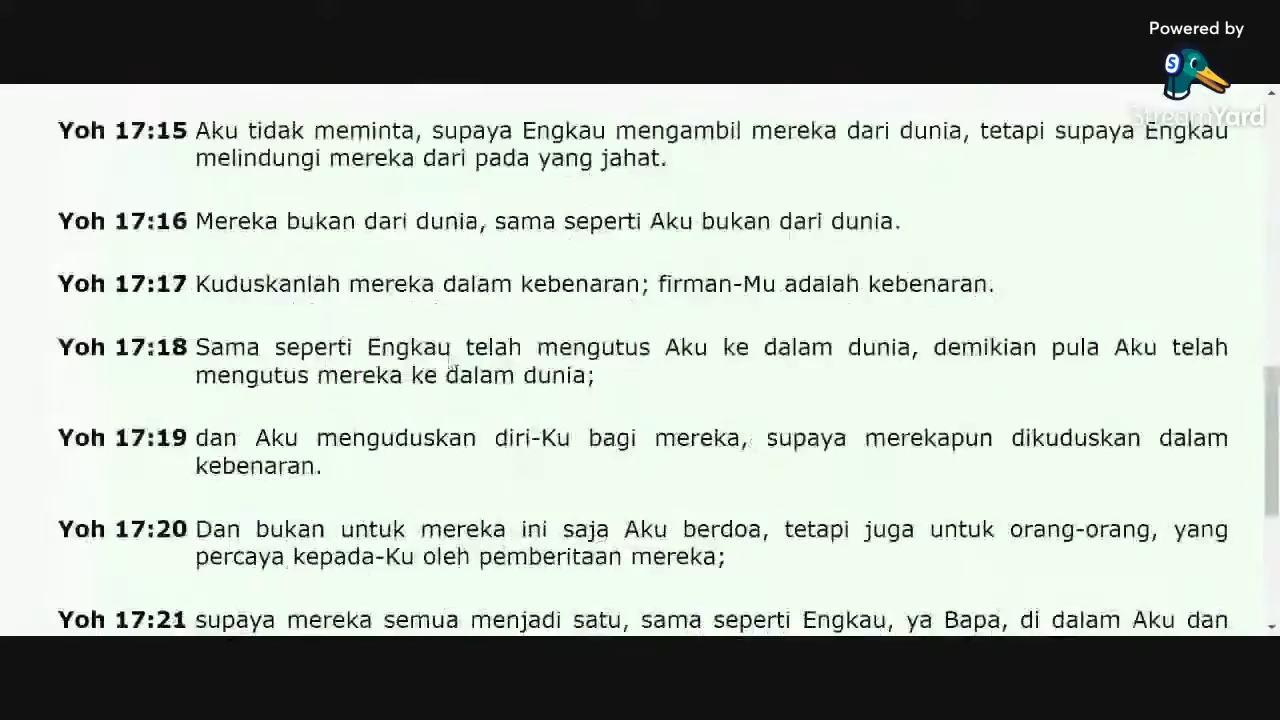 Powered by
StreamYard
Yoh 17:15 Aku tidak meminta, supaya Engkau mengambil mereka dari dunia, tetapi supaya Engkau
melindungi mereka dari pada yang jahat.
Yoh 17:16 Mereka bukan dari dunia, sama seperti Aku bukan dari dunia.
Yoh 17:17 Kuduskanlah mereka dalam kebenaran; firman-Mu adalah kebenaran.
Yoh 17:18 Sama seperti Engkau telah mengutus Aku ke dalam dunia, demikian pula Aku telah
mengutus mereka ke dalam dunia;
Yoh 17:19 dan Aku menguduskan diri-Ku bagi mereka, supaya merekapun dikuduskan dalam
kebenaran.
Yoh 17:20 Dan bukan untuk mereka ini saja Aku berdoa, tetapi juga untuk orang-orang, yang
percaya kepada-Ku oleh pemberitaan mereka;
Yoh 17:21 supaya mereka semua menjadi satu, sama seperti Engkau, ya Bapa, di dalam Aku dan